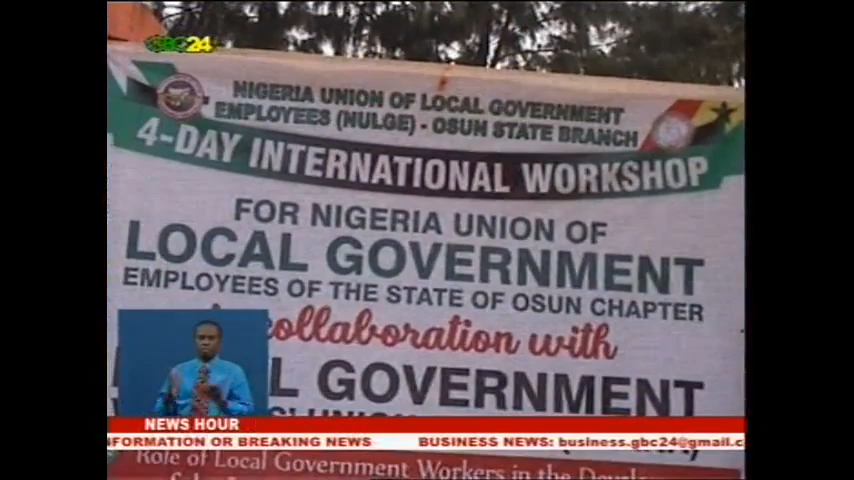 GBC24
NIGERIA UNION OF LOCAL GOVERNMENT
EMPLOYEES (NULGE) - OSUN STATE BRANCH
4-DAY INTERNATIONAL WORKSHOP
FOR NIGERIA UNION OF
LOCAL GOVERNMENT
EMPLOYEES OF THE STATE OF OSUN CHAPTER
collaboration with
GOVERNMENT
UNION
NEWS HOUR
INFORMATION OR BREAKING NEWS BUSINESS NEWS: business.gbc24@gmail.c
Role of Local Government Workers in the